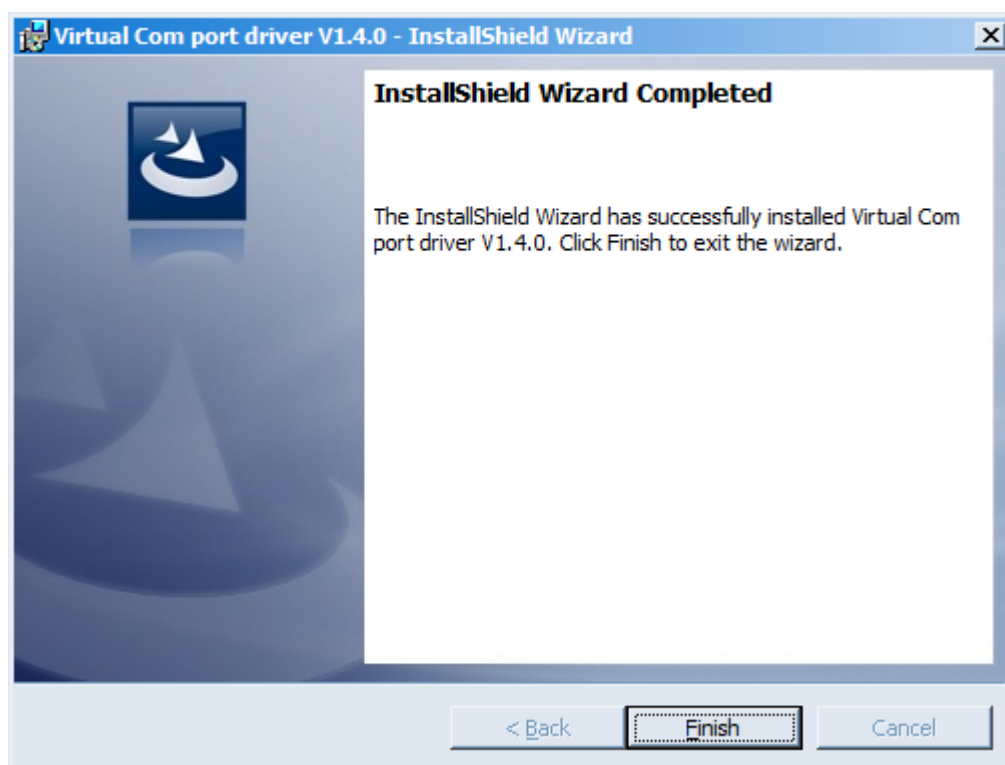 Virtual Com port driver V1.4.0 - InstallShield Wizard
InstallShield Wizard Completed
The InstallShield Wizard has successfully installed Virtual Com
port driver V1.4.0. Click Finish to exit the wizard.
< Back
Finish
Cancel